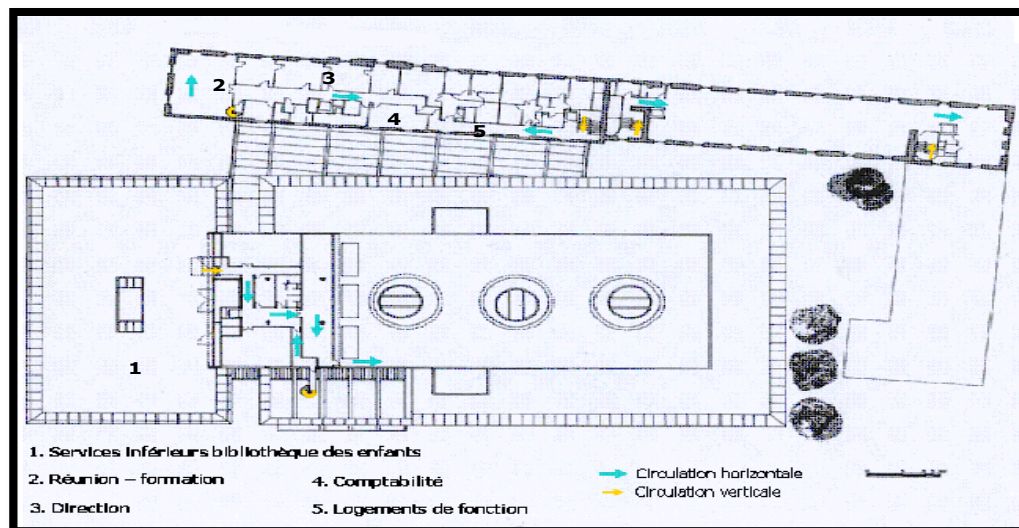 3
2
4
5
1
1. Services inférieurs bibliothèque des enfants
2. Réunion – formation
4. Comptabilité
3. Direction
5. Logements de fonction
Circulation horizontale
Circulation verticale